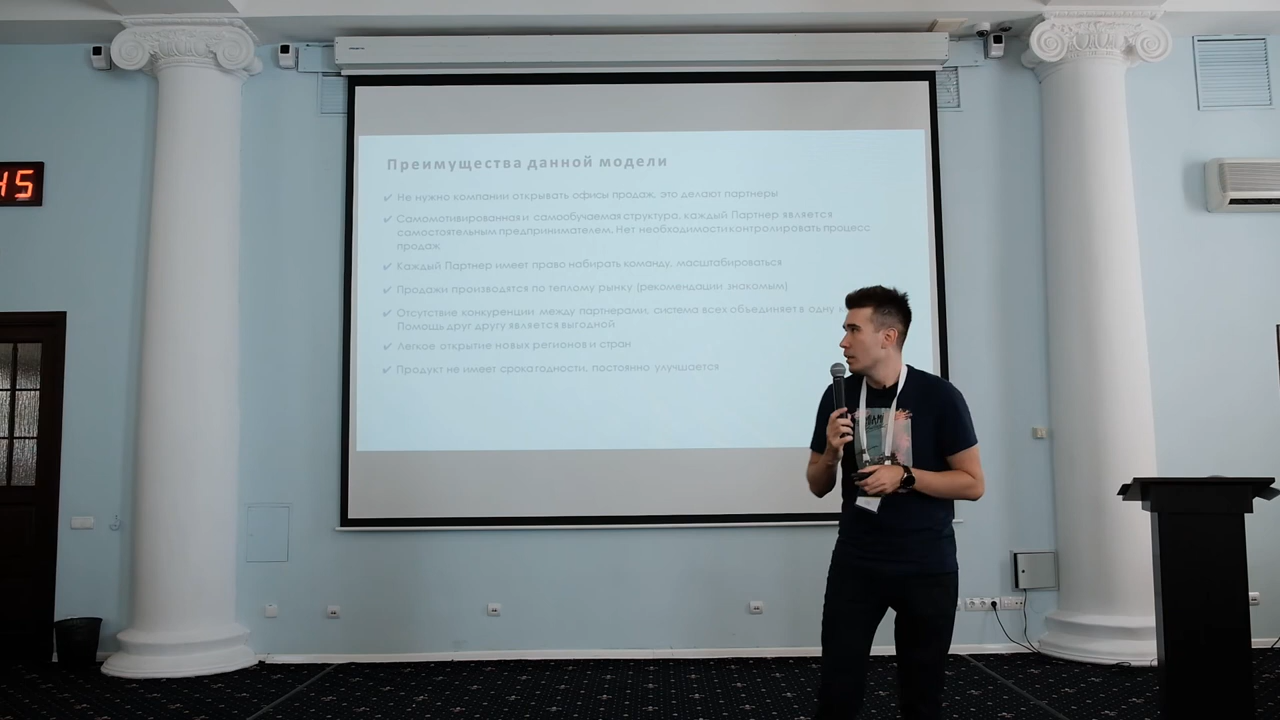 45
Преимущества данной модели
✔ Не нужно компании открывать офисы продаж, это делают партнеры
✔ Самомотивированная и самообучаемая структура, каждый Партнер является
самостоятельным предпринимателем. Нет необходимости контролировать процесс
продаж
✔ Каждый Партнер имеет право набирать команду, масштабироваться
✔ Продажи производятся по теплому рынку (рекомендации знакомым)
✔ Отсутствие конкуренции между партнерами, система всех объединяет в одну
Помощь друг другу является выгодной
✔ Легкое открытие новых регионов и стран
✔ Продукт не имеет срока годности, постоянно улучшается